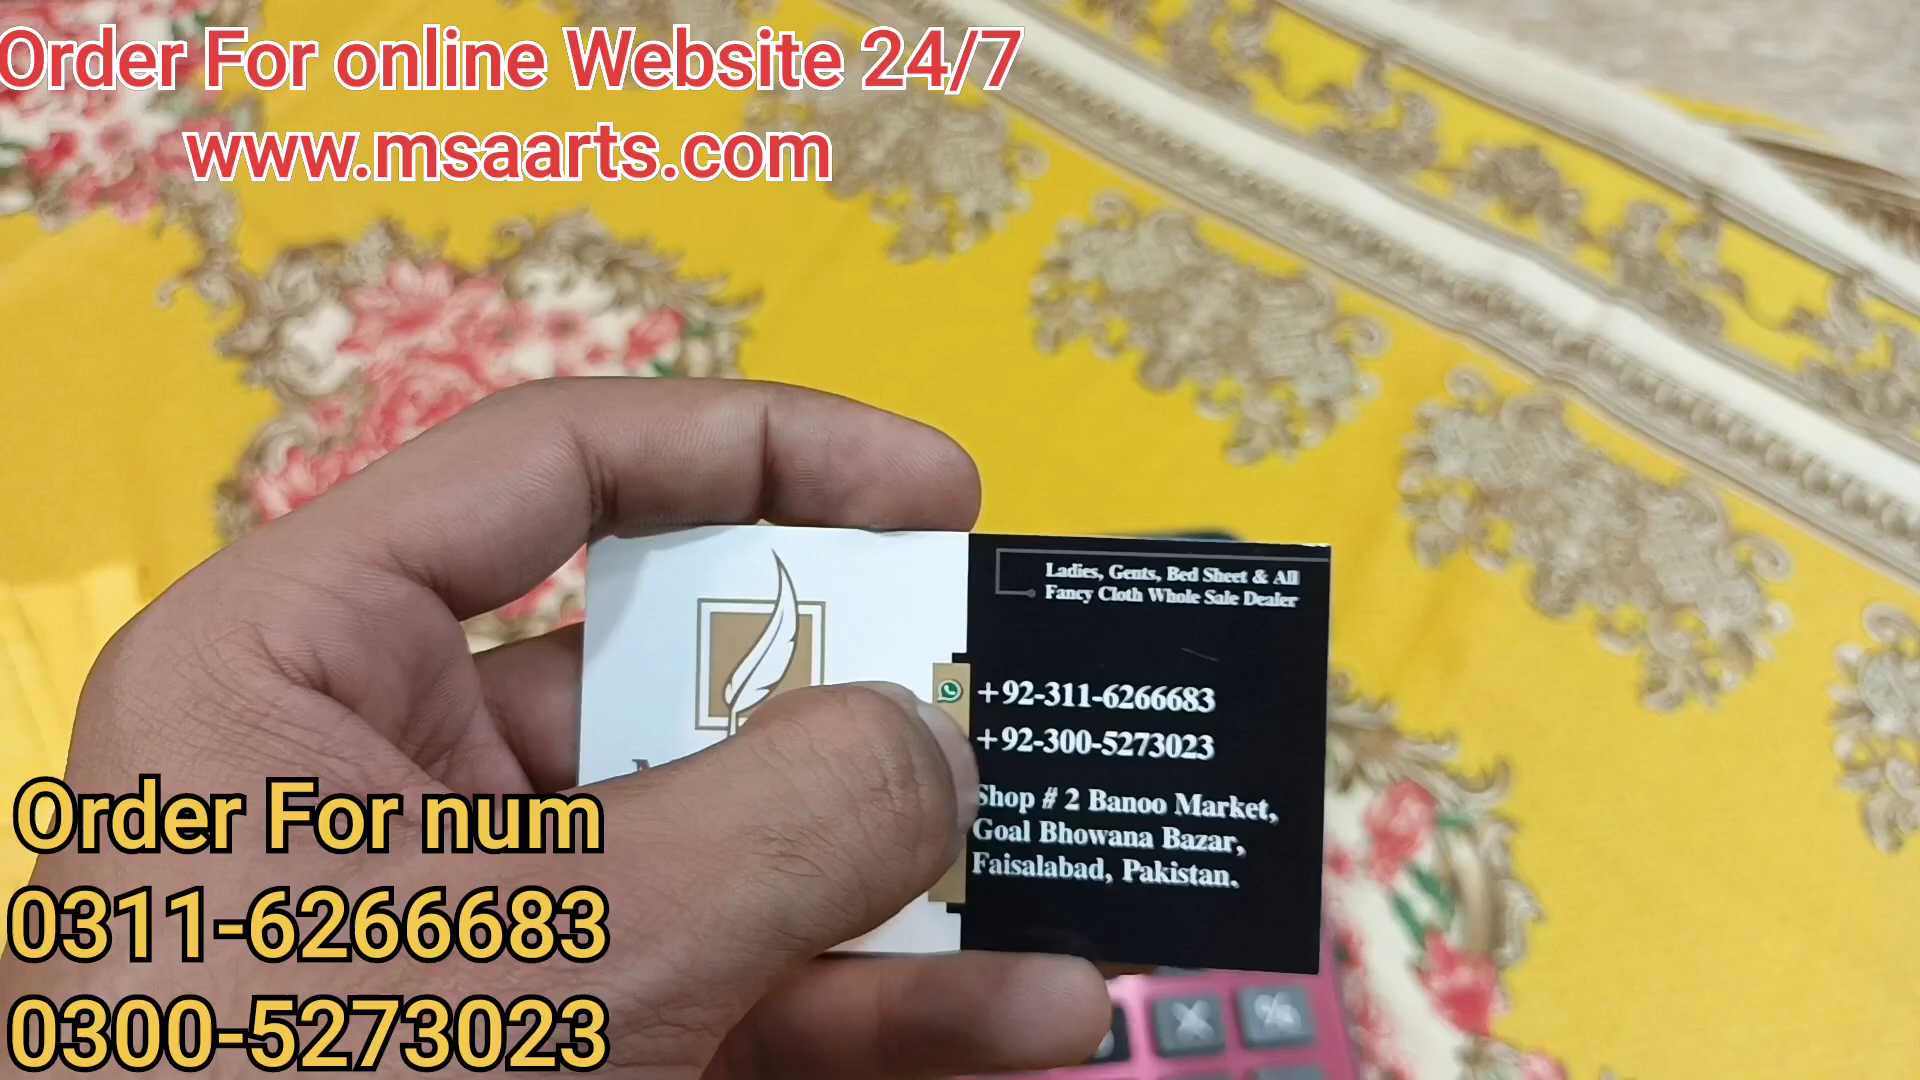 Order For online Website 24/7
www.msaarts.com
Ladies, Gents, Bed Sheet & All
Fancy Cloth Whole Sale Dealer
+92-311-6266683
+92-300-5273023
Shop # 2 Banoo Market,
Goal Bhowana Bazar,
Faisalabad, Pakistan.
Order For num
0311-6266683
0300-5273023